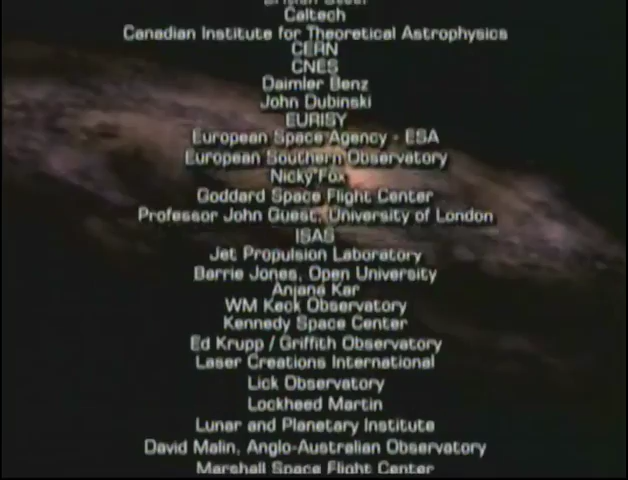 British Steel
Caltech
Canadian Institute for Theoretical Astrophysics
CERN
CNES
Daimler Benz
John Dubinski
EURISY
European Space Agency - ESA
European Southern Observatory
Nicky Fox
Goddard Space Flight Center
Professor John Guest, University of London
ISAS
Jet Propulsion Laboratory
Barrie Jones, Open University
Anjana Kar
WM Keck Observatory
Kennedy Space Center
Ed Krupp / Griffith Observatory
Laser Creations International
Lick Observatory
Lockheed Martin
Lunar and Planetary Institute
David Malin, Anglo-Australian Observatory
Marshall Space Flight Center